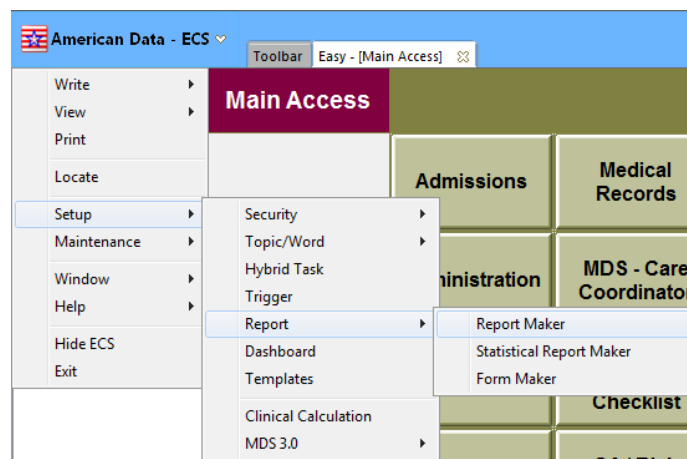 American Data - ECS
Toolbar
Easy - [Main Access]
Write
View
Print
Locate
Setup
Maintenance
Window
Help
Hide ECS
Exit
Main Access
Admissions
Medical
Records
MDS - Care
Security
Topic/Word
Hybrid Task
Trigger
Report
Dashboard
Templates
Clinical Calculation
MDS 3.0
Report Maker
Statistical Report Maker
Form Maker
Checklist